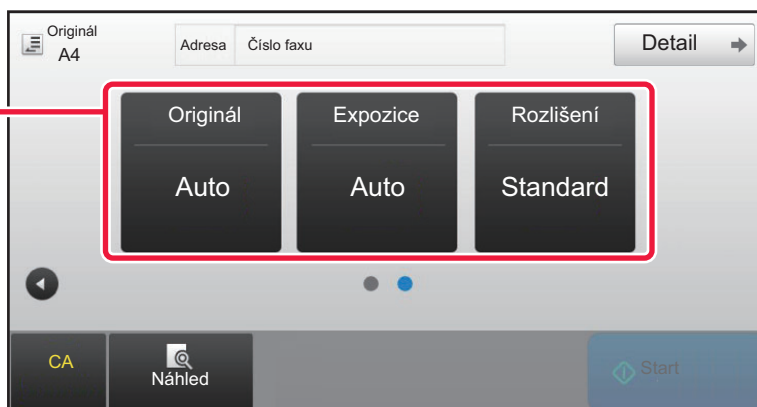 Originál
A4
Adresa
Číslo faxu
Detail
Originál
Expozice
Rozlišení
Auto
Auto
Standard
CA
Náhled
Start